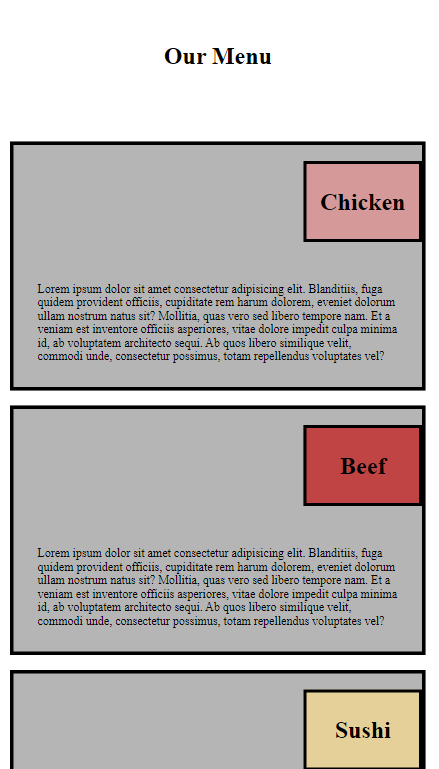 Our Menu
Chicken
Lorem ipsum dolor sit amet consectetur adipisicing elit. Blanditiis, fuga
quidem provident officiis, cupiditate rem harum dolorem, eveniet dolorum
ullam nostrum natus sit? Mollitia, quas vero sed libero tempore nam. Et a
veniam est inventore officiis asperiores, vitae dolore impedit culpa minima
id, ab voluptatem architecto sequi. Ab quos libero similique velit,
commodi unde, consectetur possimus, totam repellendus voluptates vel?
Beef
Lorem ipsum dolor sit amet consectetur adipisicing elit. Blanditiis, fuga
quidem provident officiis, cupiditate rem harum dolorem, eveniet dolorum
ullam nostrum natus sit? Mollitia, quas vero sed libero tempore nam. Et a
veniam est inventore officiis asperiores, vitae dolore impedit culpa minima
id, ab voluptatem architecto sequi. Ab quos libero similique velit,
commodi unde, consectetur possimus, totam repellendus voluptates vel?
Sushi